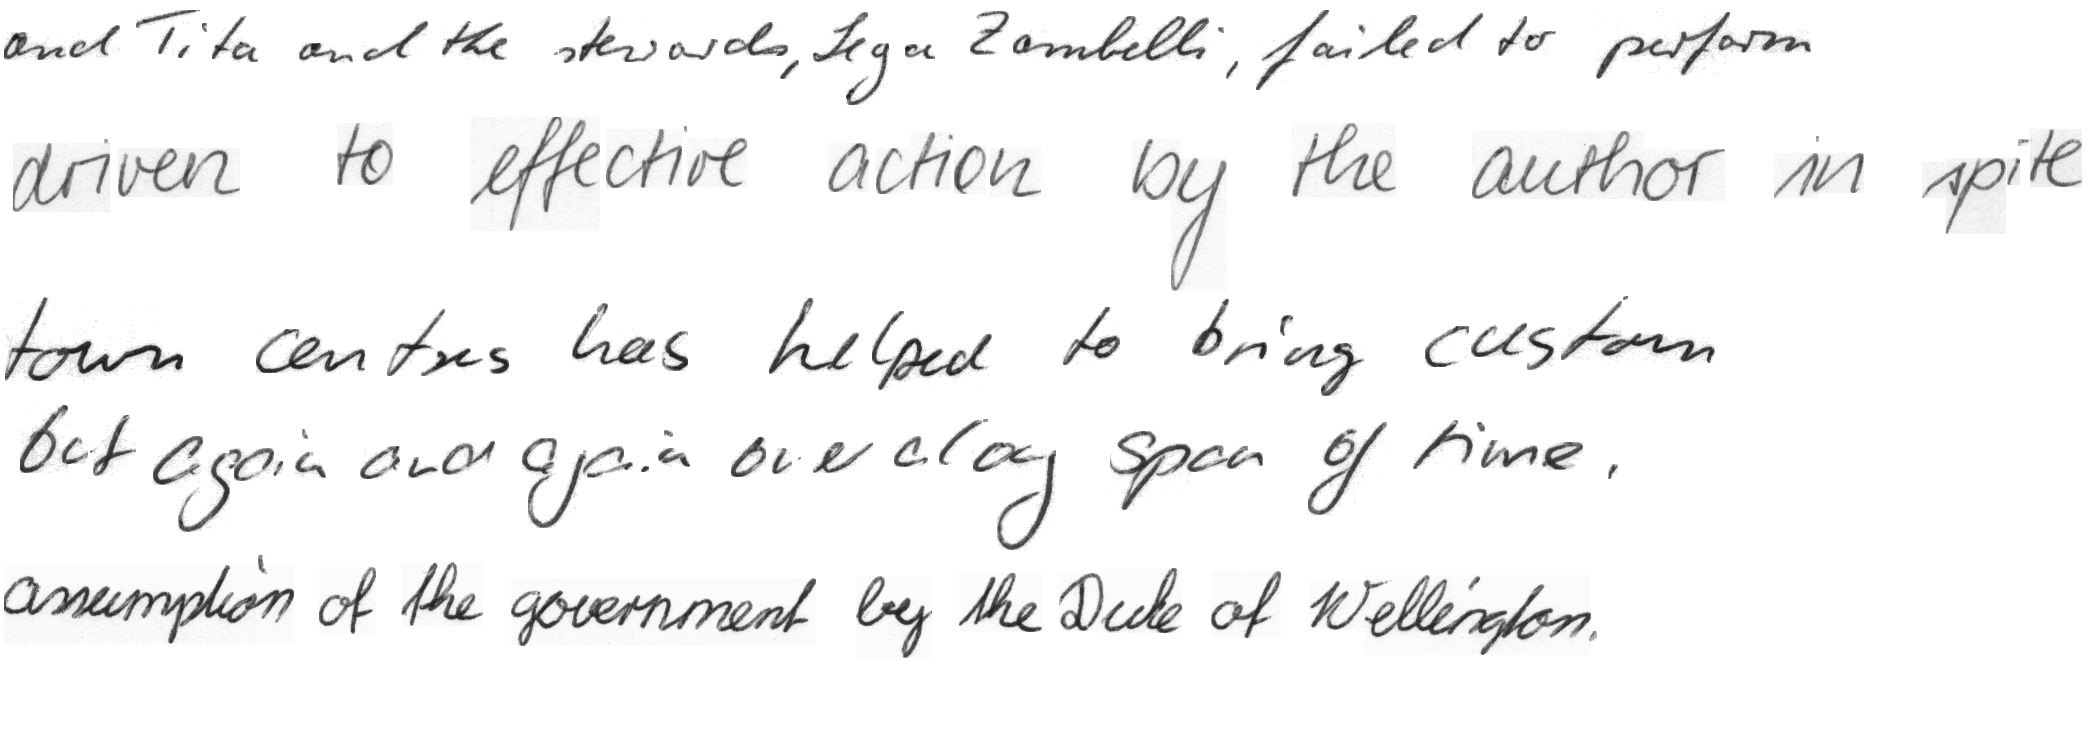 and Tita and the stewards, Lega Zambelli, failed to perform
driven to effective action by the author in spite
town centres has helped to bring custom
but again and again over a long span of time.
assumption of the government by the Duke of Wellington.